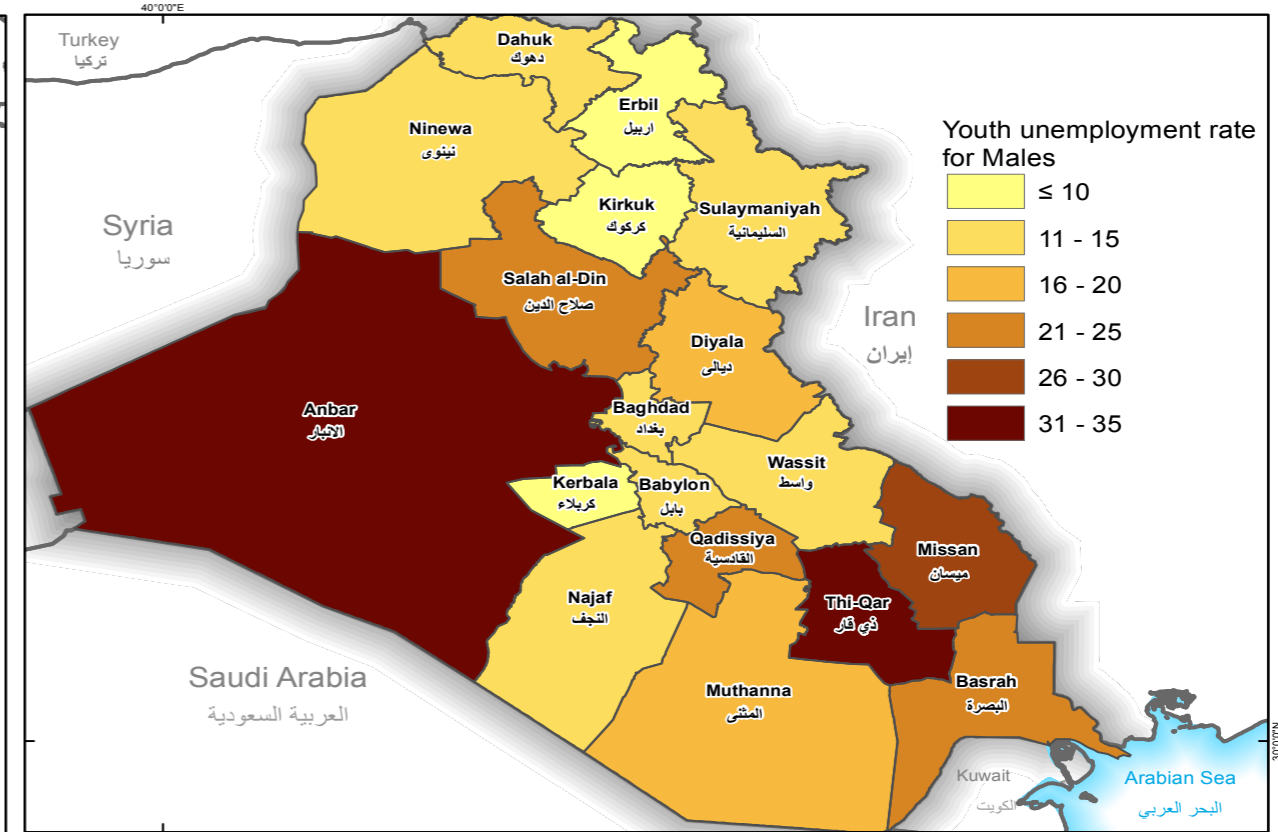 40°0'0"E
Turkey
تركيا
Dahuk
دهوك
Erbil
اربيل
Ninewa
نينوى
Youth unemployment rate
for Males
≤ 10
11 - 15
16 - 20
21 - 25
26 - 30
31 - 35
Kirkuk
كركوك
Sulaymaniyah
السليمانية
Syria
سوريا
Salah al-Din
صلاح الدين
Iran
إيران
Diyala
ديالى
Anbar
الانبار
Baghdad
بغداد
Wassit
واسط
Kerbala
كربلاء
Babylon
بابل
Qadissiya
القادسية
Missan
ميسان
Najaf
النجف
Thi-Qar
ذي قار
Saudi Arabia
العربية السعودية
Muthanna
المثنى
Basrah
البصرة
30°0'0"N
Kuwait
الكويت
Arabian Sea
البحر العربي